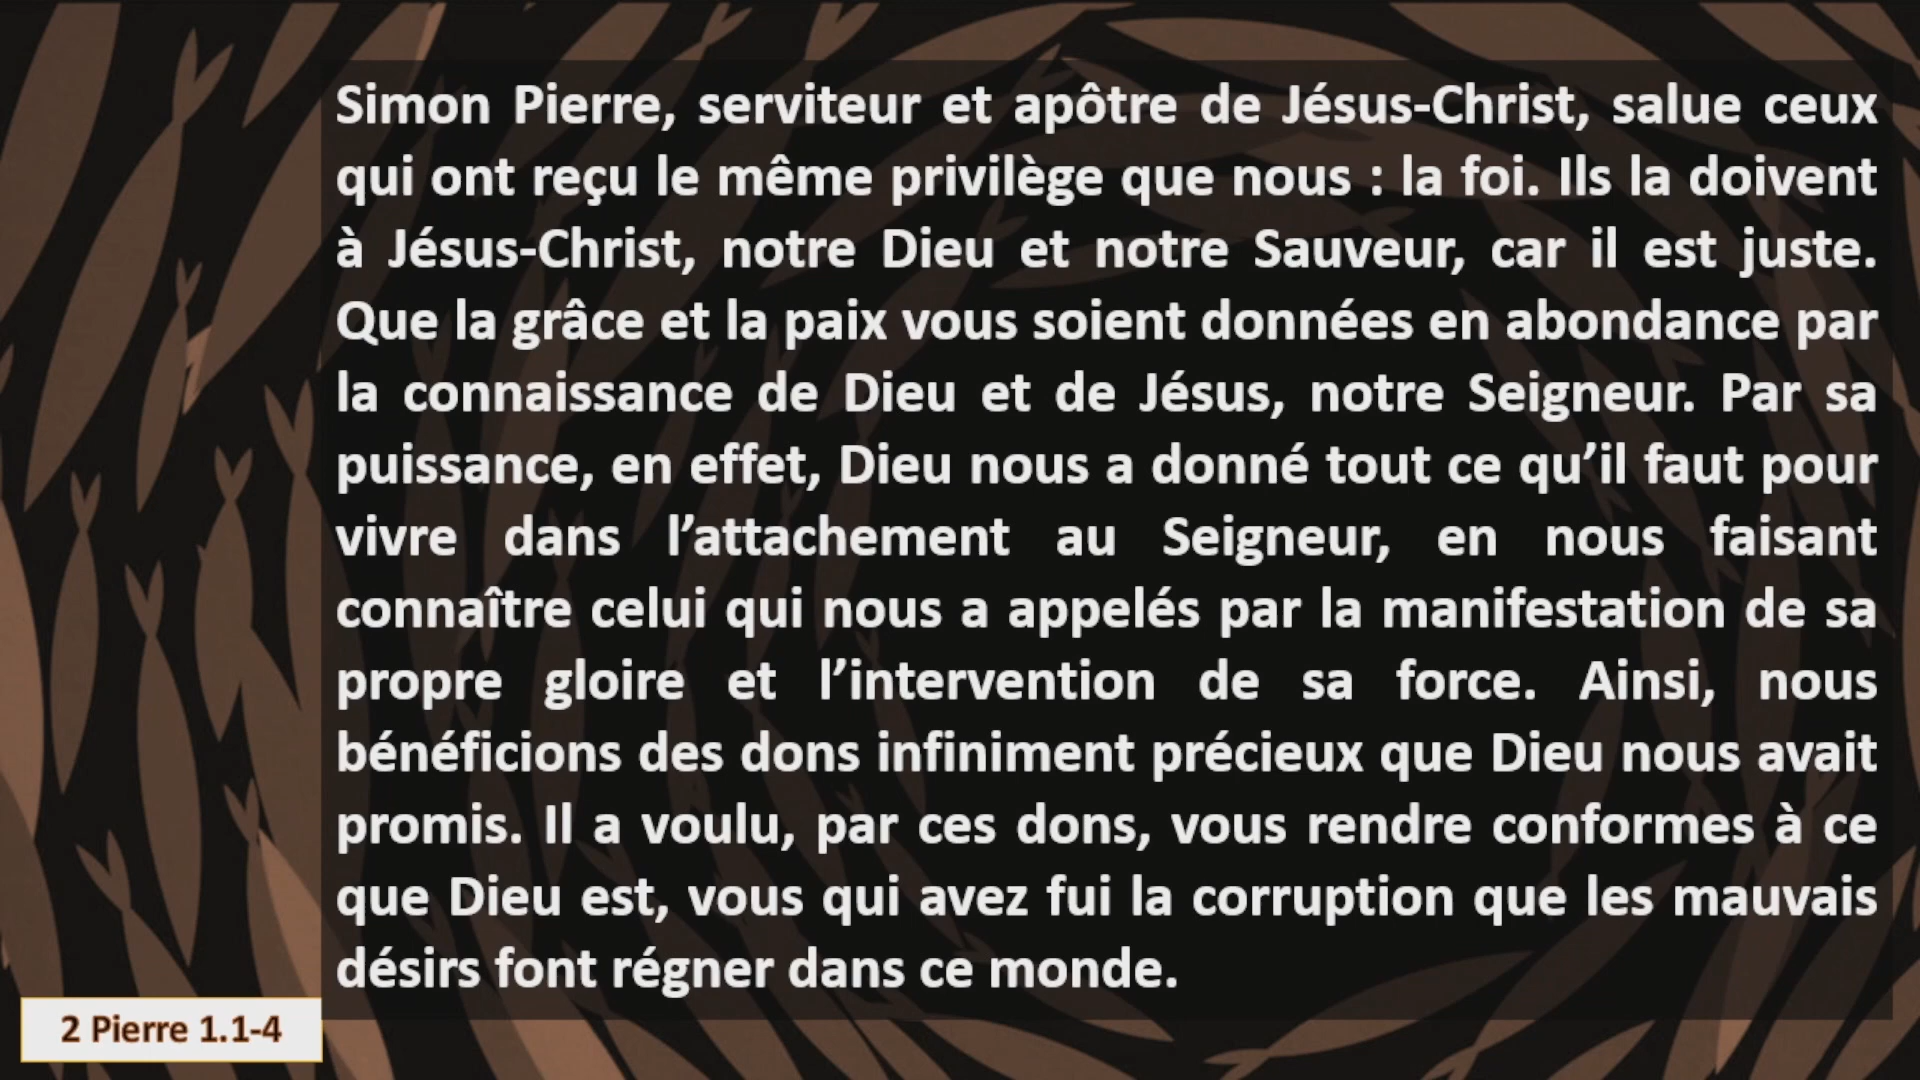 Simon Pierre, serviteur et apôtre de Jésus-Christ, salue ceux
qui ont reçu le même privilège que nous : la foi. Ils la doivent
à Jésus-Christ, notre Dieu et notre Sauveur, car il est juste.
Que la grâce et la paix vous soient données en abondance par
la connaissance de Dieu et de Jésus, notre Seigneur. Par sa
puissance, en effet, Dieu nous a donné tout ce qu’il faut pour
vivre dans l’attachement au Seigneur, en nous faisant
connaître celui qui nous a appelés par la manifestation de sa
propre gloire et l’intervention de sa force. Ainsi, nous
bénéficions des dons infiniment précieux que Dieu nous avait
promis. Il a voulu, par ces dons, vous rendre conformes à ce
que Dieu est, vous qui avez fui la corruption que les mauvais
désirs font régner dans ce monde.
2 Pierre 1.1-4